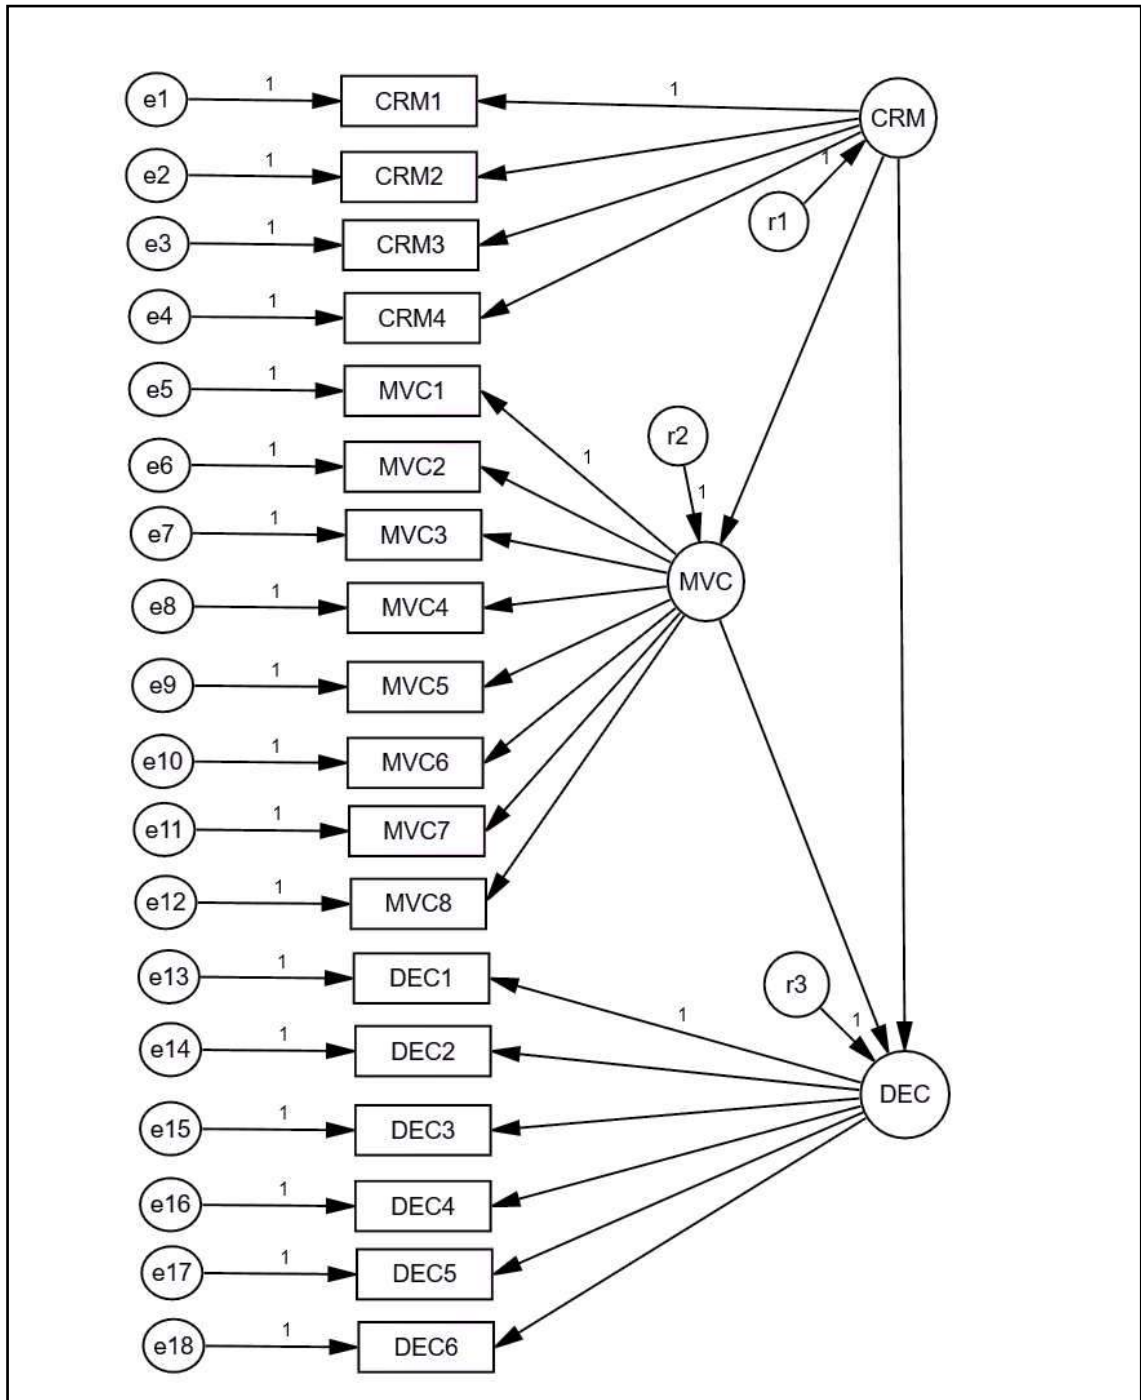 e1 1 CRM1 1 CRM
e2 1 CRM2 1
e3 1 CRM3 r1
e4 1 CRM4
e5 1 MVC1
e6 1 MVC2 1 r2
e7 1 MVC3 1
e8 1 MVC4 MVC
e9 1 MVC5
e10 1 MVC6
e11 1 MVC7
e12 1 MVC8
e13 1 DEC1 r3
e14 1 DEC2 1 1
e15 1 DEC3 DEC
e16 1 DEC4
e17 1 DEC5
e18 1 DEC6